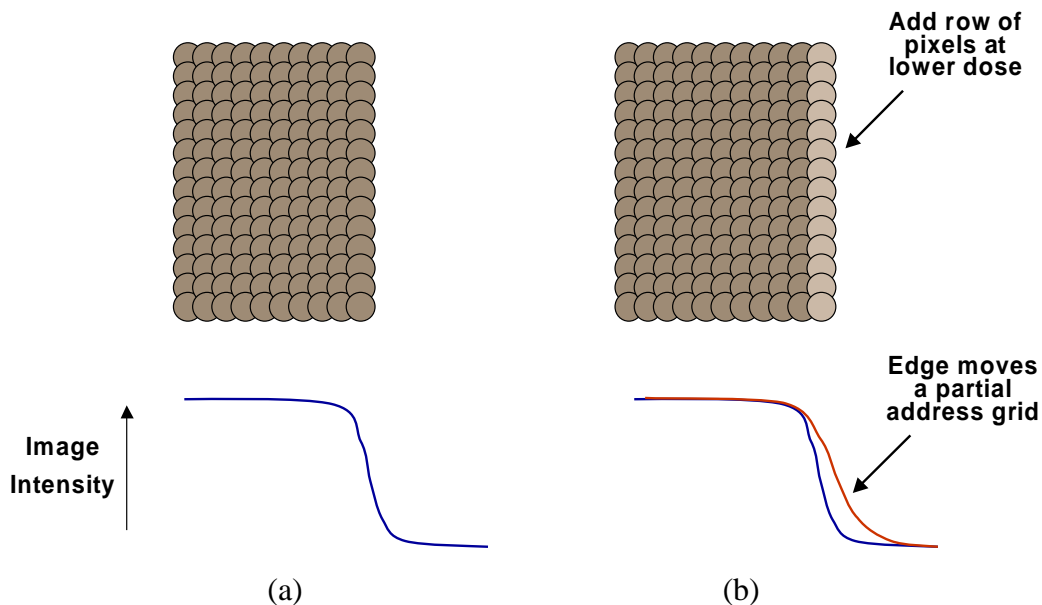 Add row of
pixels at
lower dose
Image
Intensity
Edge moves
a partial
address grid
(a)
(b)